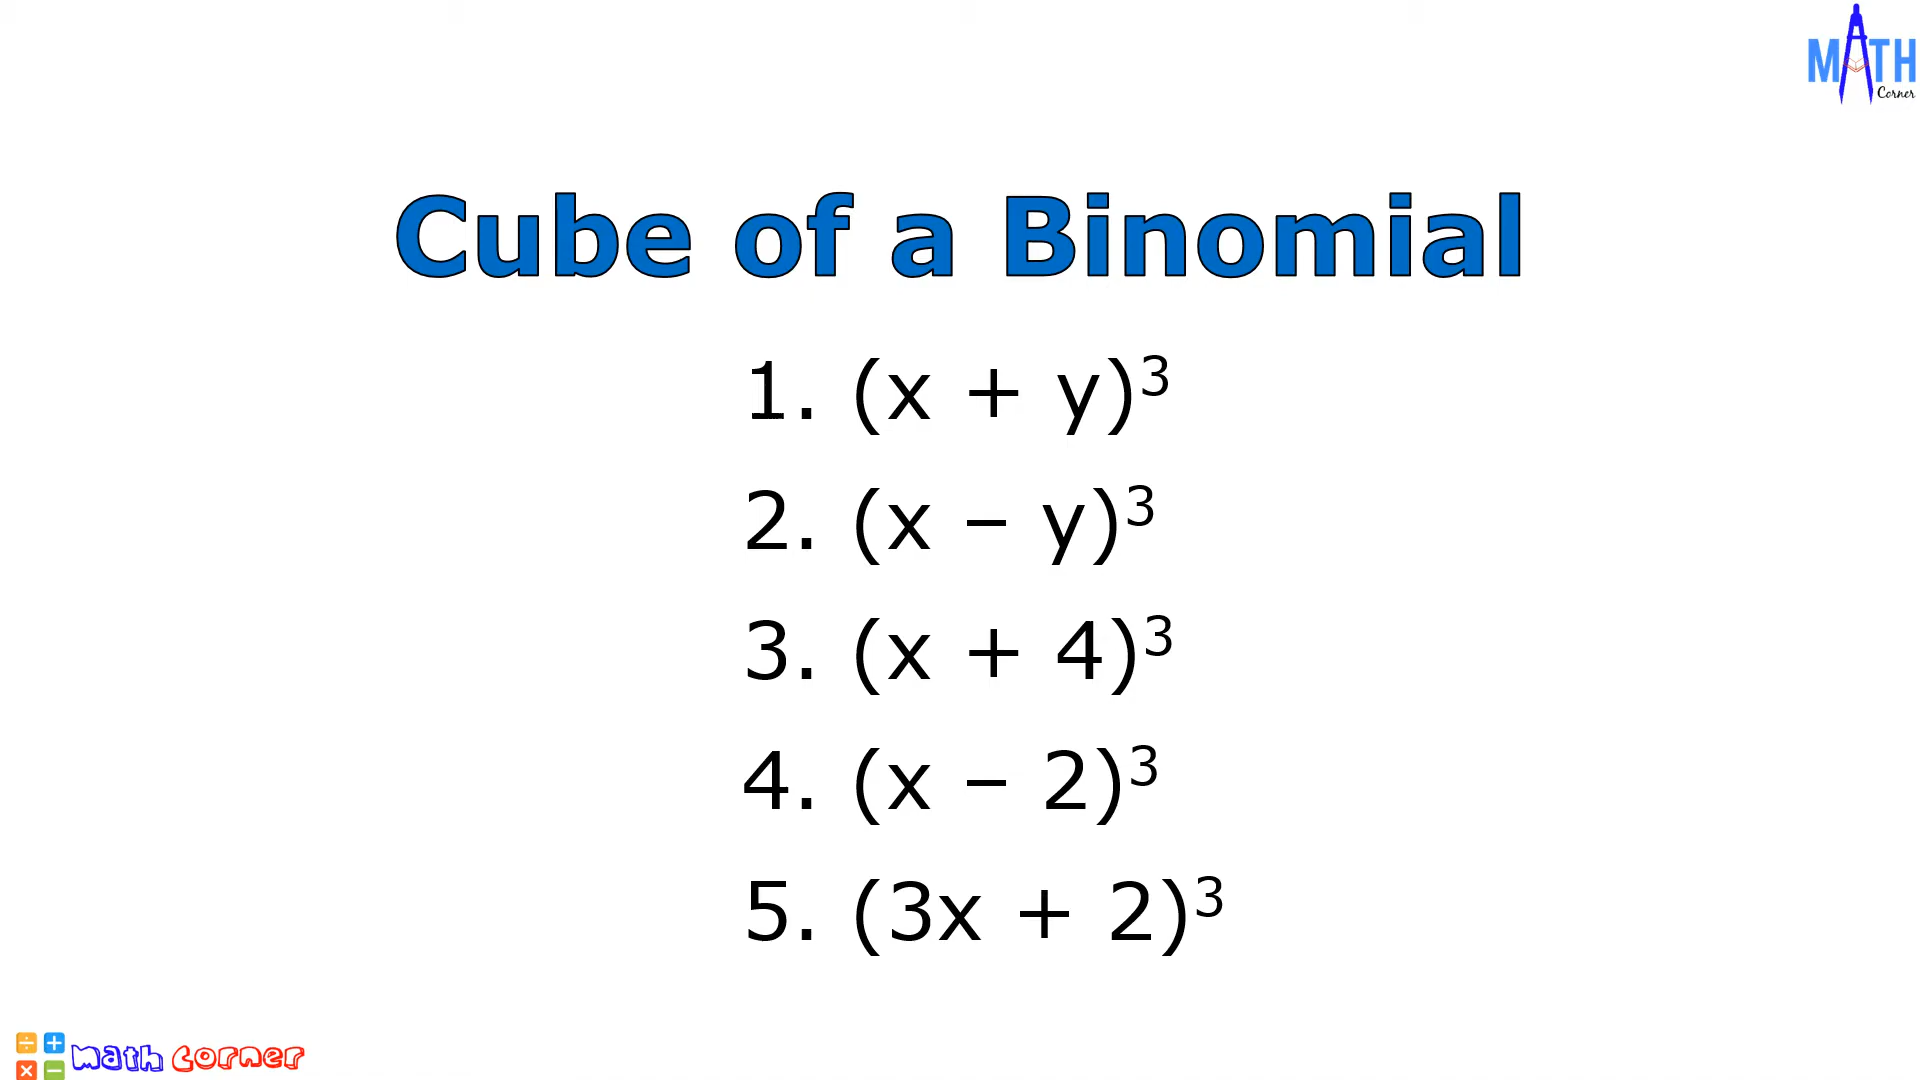 MATH
Corner
Cube of a Binomial
1. (x + y)³
2. (x – y)³
3. (x + 4)³
4. (x – 2)³
5. (3x + 2)³
÷ +
× −
math corner